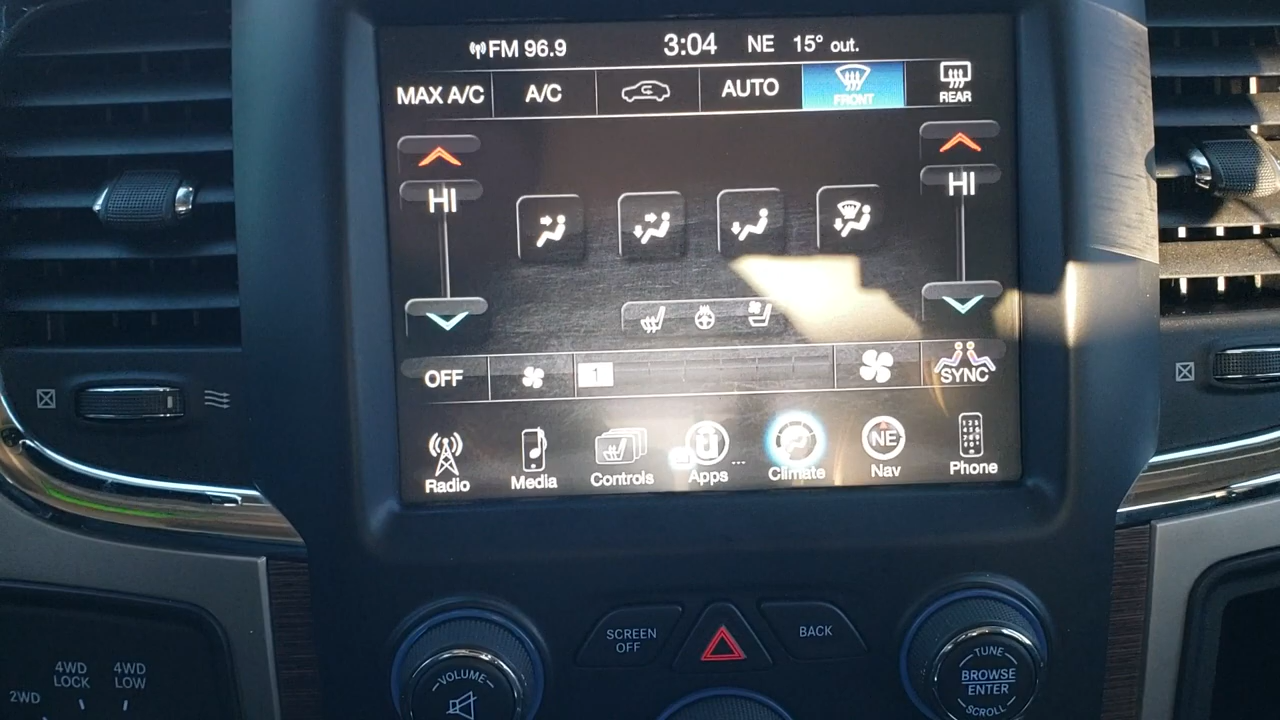 FM 96.9 3:04 NE 15° out.
MAX A/C A/C AUTO FRONT REAR
HI HI
OFF 1 SYNC
Radio Media Controls Apps ... Climate NE Nav Phone
SCREEN OFF BACK
VOLUME TUNE
BROWSE
ENTER
SCROLL
4WD LOCK 4WD LOW
2WD